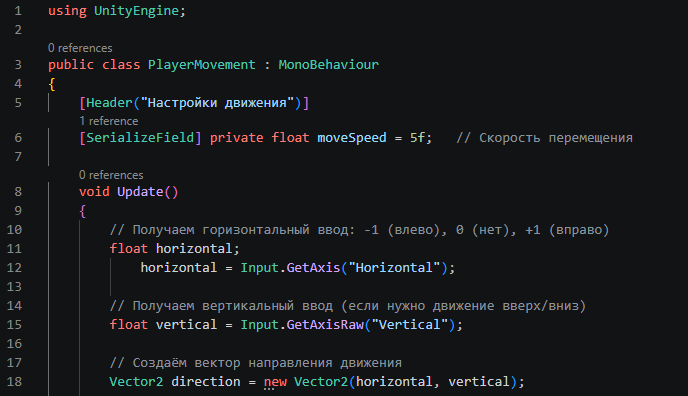 1 using UnityEngine;
2
0 references
3 public class PlayerMovement : MonoBehaviour
4 {
5     [Header("Настройки движения")]
1 reference
6     [SerializeField] private float moveSpeed = 5f;   // Скорость перемещения
7
0 references
8     void Update()
9     {
10         // Получаем горизонтальный ввод: -1 (влево), 0 (нет), +1 (вправо)
11         float horizontal;
12             horizontal = Input.GetAxis("Horizontal");
13
14         // Получаем вертикальный ввод (если нужно движение вверх/вниз)
15         float vertical = Input.GetAxisRaw("Vertical");
16
17         // Создаём вектор направления движения
18         Vector2 direction = new Vector2(horizontal, vertical);